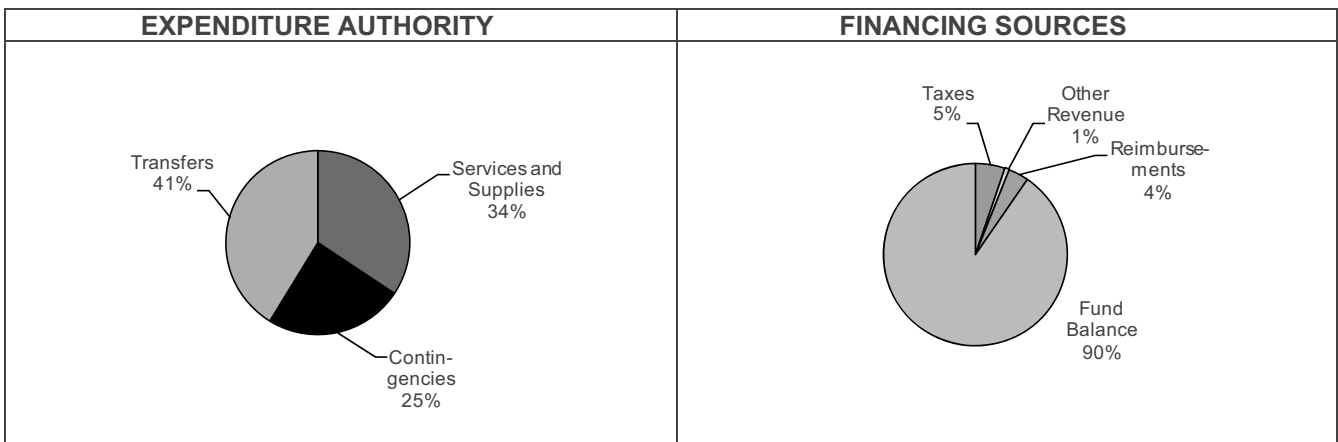 EXPENDITURE AUTHORITY
Transfers
41%
Services and
Supplies
34%
Contin-
gencies
25%
FINANCING SOURCES
Taxes
5%
Other
Revenue
1%
Reimburse-
ments
4%
Fund
Balance
90%